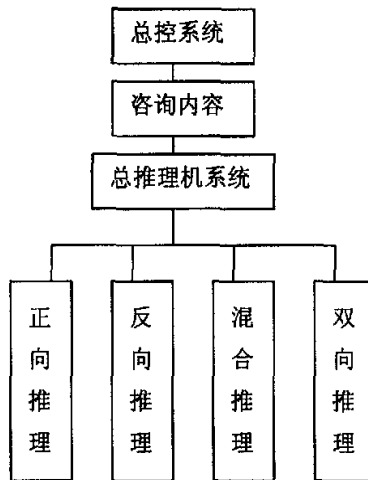 总控系统
咨询内容
总推理机系统
正向推理
反向推理
混合推理
双向推理